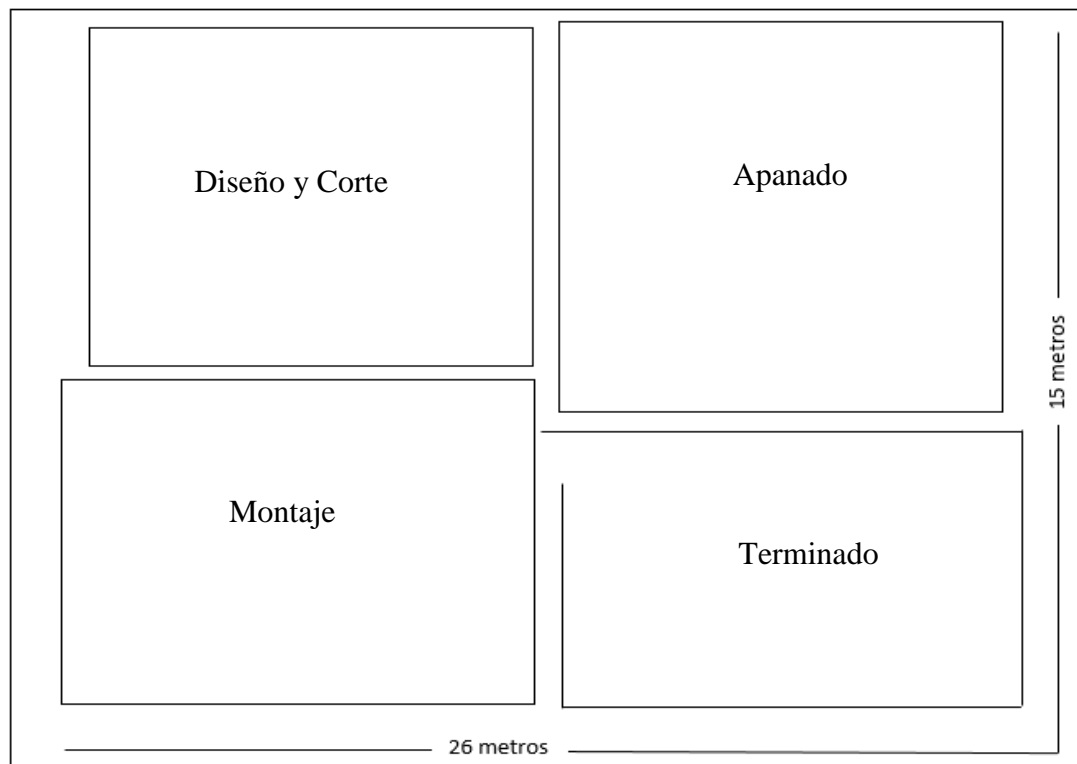 Diseño y Corte
Apanado
15 metros
Montaje
Terminado
26 metros